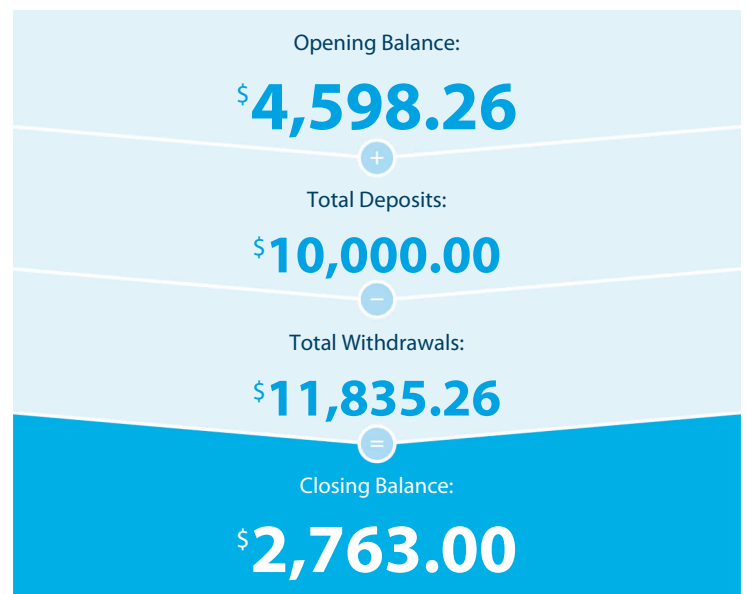 Opening Balance:
$4,598.26
+
Total Deposits:
$10,000.00
−
Total Withdrawals:
$11,835.26
=
Closing Balance:
$2,763.00